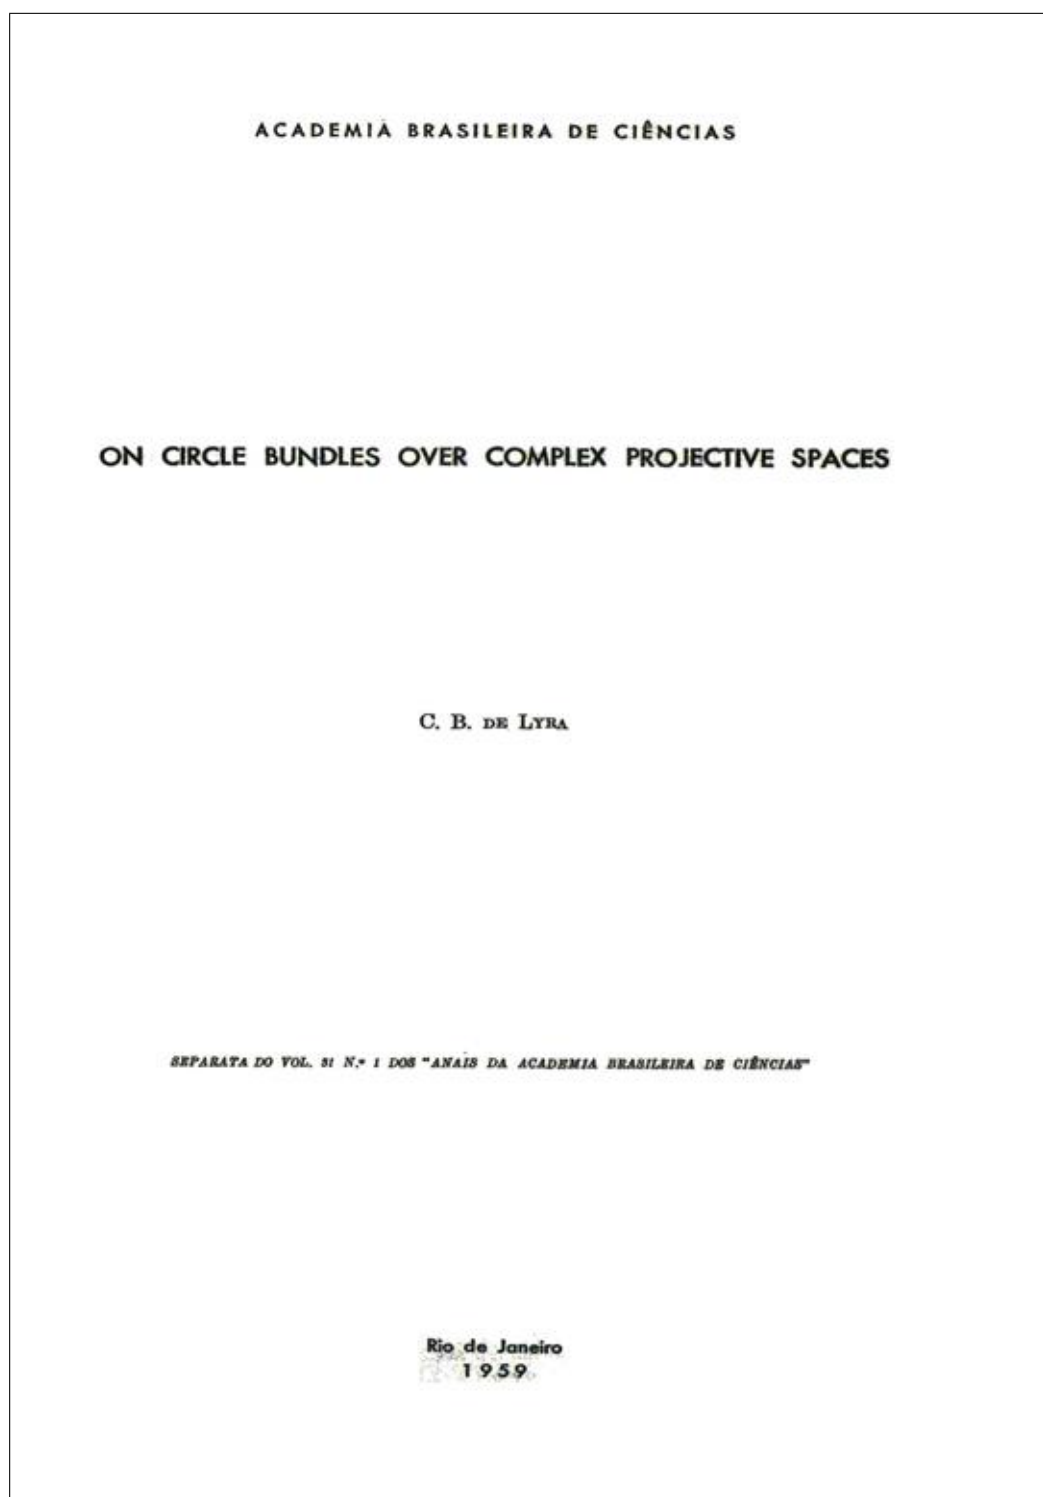 ACADEMIA BRASILEIRA DE CIÊNCIAS
ON CIRCLE BUNDLES OVER COMPLEX PROJECTIVE SPACES
C. B. DE LYRA
SEPARATA DO VOL. 31 N.º 1 DOS "ANAIS DA ACADEMIA BRASILEIRA DE CIÊNCIAS"
Rio de Janeiro
1959